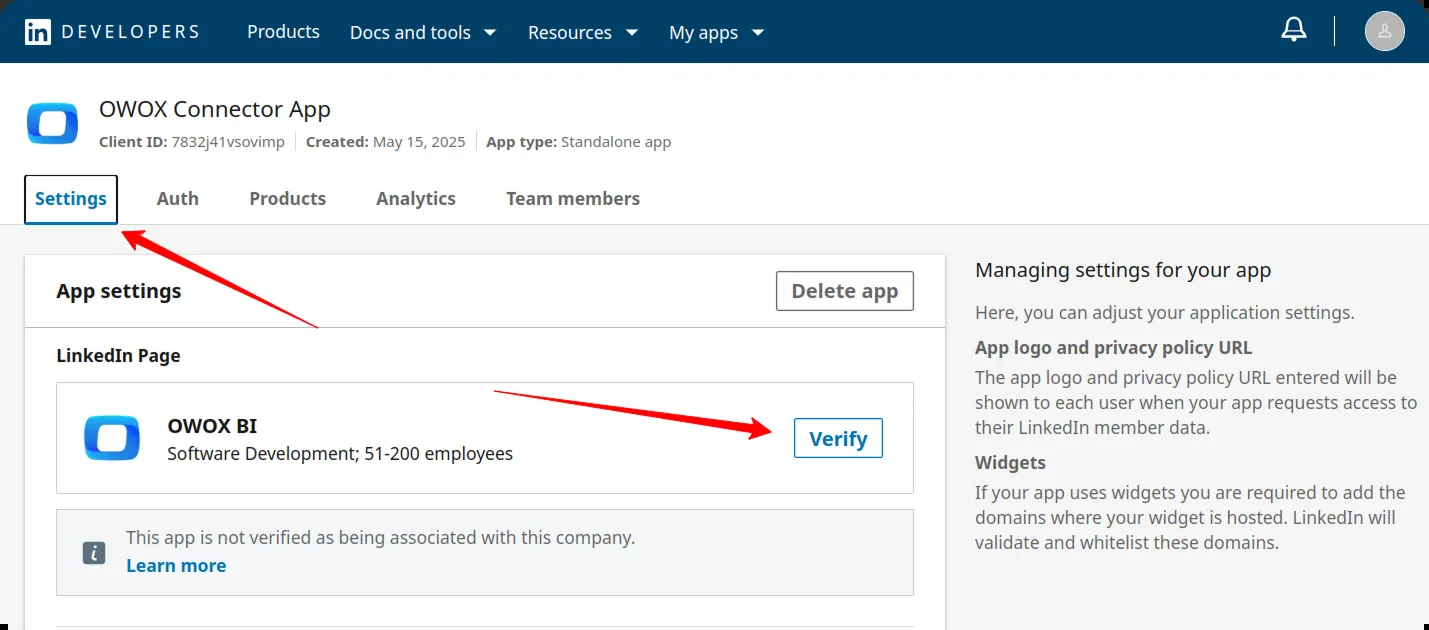 in DEVELOPERS Products Docs and tools Resources My apps
OWOX Connector App
Client ID: 7832j41vsovimp Created: May 15, 2025 App type: Standalone app
Settings Auth Products Analytics Team members
App settings
Delete app
LinkedIn Page
OWOX BI
Software Development; 51-200 employees
Verify
This app is not verified as being associated with this company.
Learn more
Managing settings for your app
Here, you can adjust your application settings.
App logo and privacy policy URL
The app logo and privacy policy URL entered will be
shown to each user when your app requests access to
their LinkedIn member data.
Widgets
If your app uses widgets you are required to add the
domains where your widget is hosted. LinkedIn will
validate and whitelist these domains.